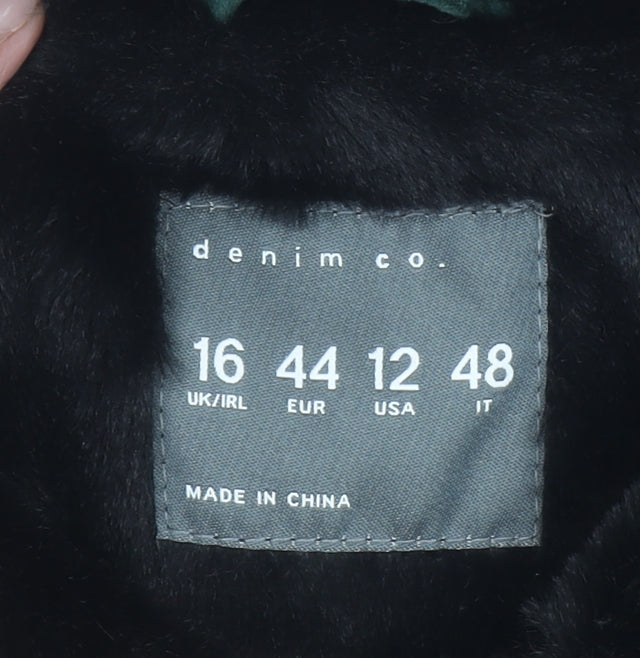 denim co.
16 44 12 48
UK/IRL EUR USA IT
MADE IN CHINA